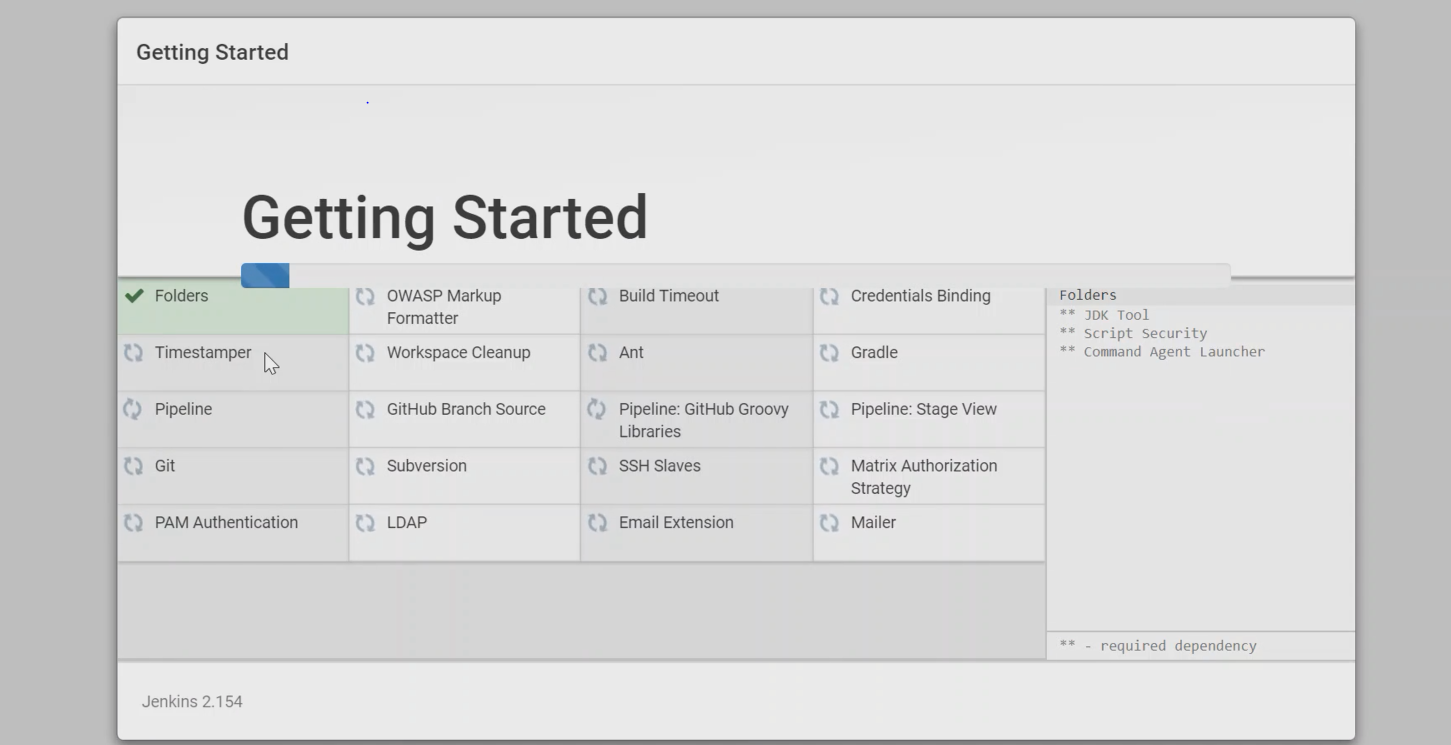 Getting Started
Getting Started
Folders
OWASP Markup
Formatter
Build Timeout
Credentials Binding
Timestamper
Workspace Cleanup
Ant
Gradle
Pipeline
GitHub Branch Source
Pipeline: GitHub Groovy
Libraries
Pipeline: Stage View
Git
Subversion
SSH Slaves
Matrix Authorization
Strategy
PAM Authentication
LDAP
Email Extension
Mailer
Folders
** JDK Tool
** Script Security
** Command Agent Launcher
** - required dependency
Jenkins 2.154